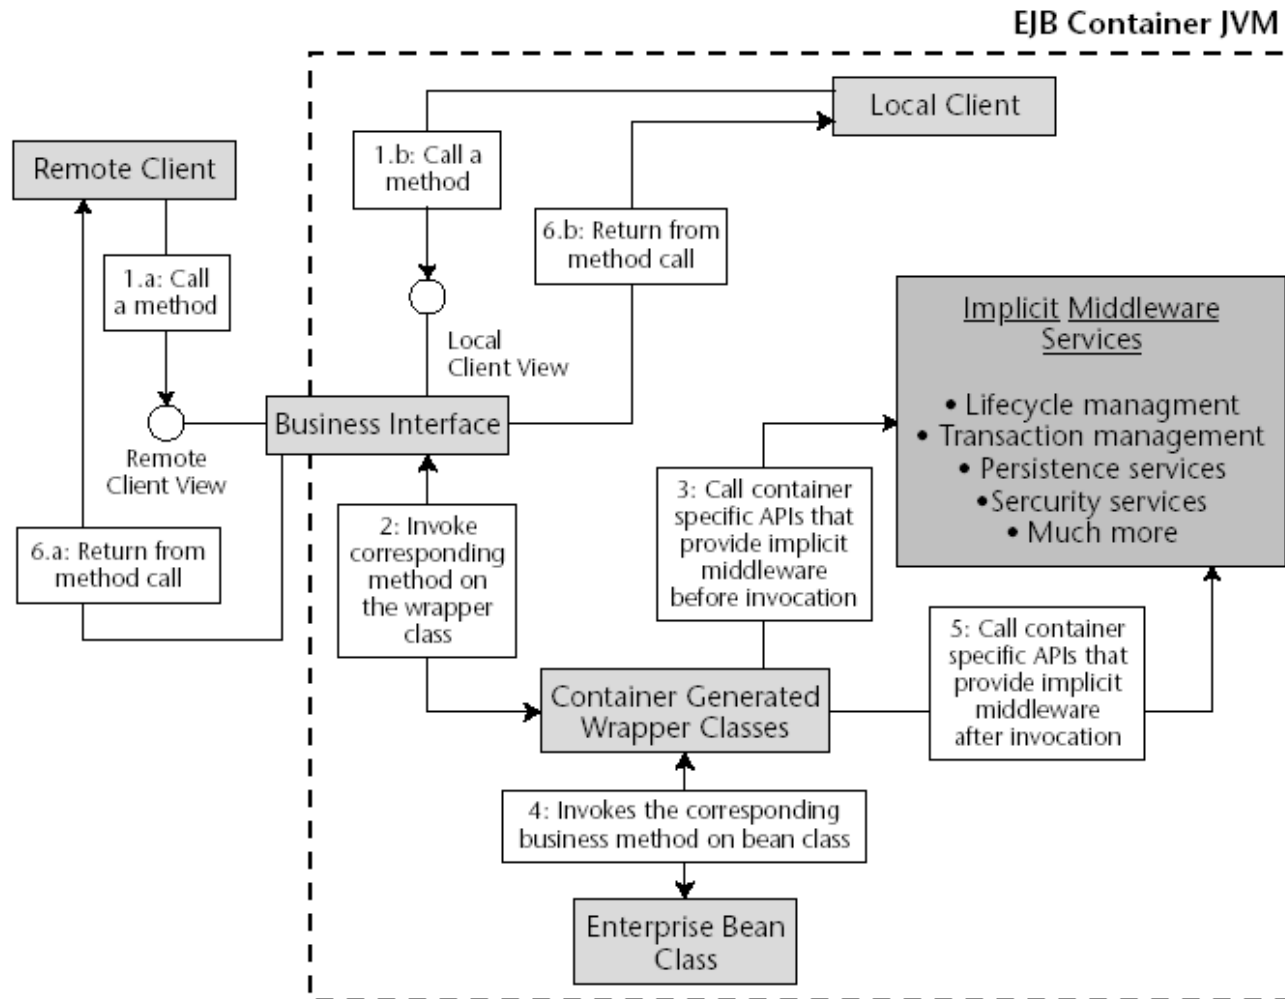 EJB Container JVM
Local Client
Remote Client
1.b: Call a
method
6.b: Return from
method call
1.a: Call
a method
Local
Client View
Implicit Middleware
Services
• Lifecycle managment
• Transaction management
• Persistence services
•Sercurity services
• Much more
Business Interface
Remote
Client View
3: Call container
specific APIs that
provide implicit
middleware
before invocation
2: Invoke
corresponding
method on
the wrapper
class
6.a: Return from
method call
5: Call container
specific APIs that
provide implicit
middleware
after invocation
Container Generated
Wrapper Classes
4: Invokes the corresponding
business method on bean class
Enterprise Bean
Class